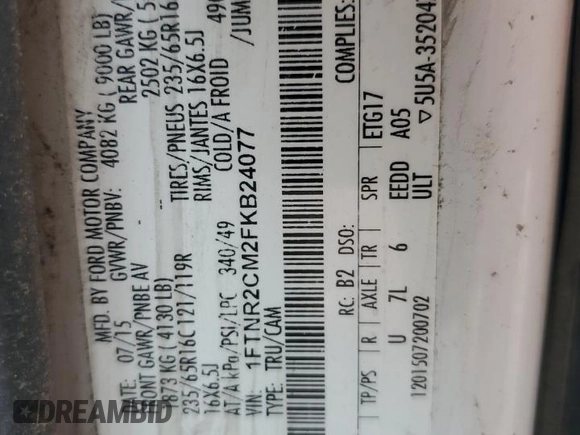 MFD. BY FORD MOTOR COMPANY
DATE: 07/15 GVWR/PNBV: 4082 KG ( 9000 LB)
FRONT GAWR/PNBE AV REAR GAWR/
1873 KG ( 4130 LB) 2502 KG ( 5
235/65R16C 121/119R TIRES/PNEUS 235/65R16
16X6.5J RIMS/JANTES 16X6.5J
AT/A kPa/PSI/LPC 340/49 COLD/A FROID 490
VIN: 1FTNR2CM2FKB24077 /JUM
TYPE: TRU/CAM COMPLIES:
RC: B2 DSO:
TP/PS R AXLE TR SPR ETG17
U 7L 6 EEDD A05
ULT ▽5U5A-35204
1201507200702
DREAMBID